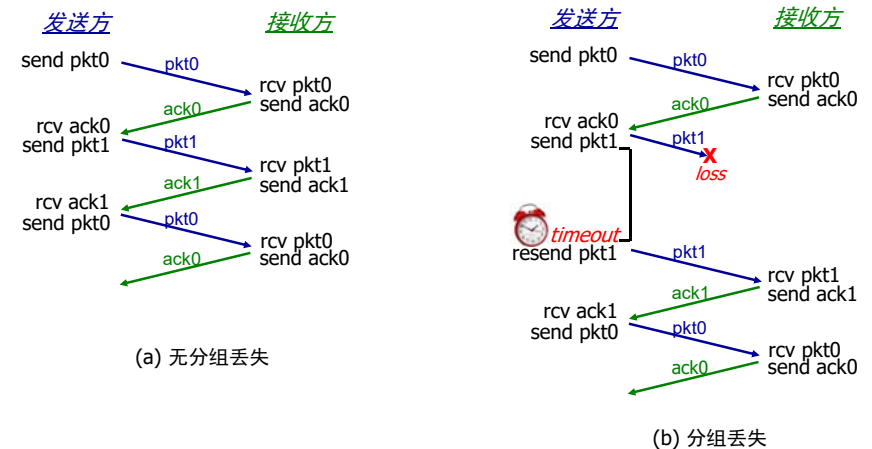 发送方
接收方
send pkt0
pkt0
rcv pkt0
send ack0
ack0
rcv ack0
send pkt1
pkt1
rcv pkt1
send ack1
ack1
rcv ack1
send pkt0
pkt0
rcv pkt0
send ack0
ack0
(a) 无分组丢失
发送方
接收方
send pkt0
pkt0
rcv pkt0
send ack0
ack0
rcv ack0
send pkt1
pkt1
X
loss
timeout
resend pkt1
pkt1
rcv pkt1
send ack1
ack1
rcv ack1
send pkt0
pkt0
rcv pkt0
send ack0
ack0
(b) 分组丢失